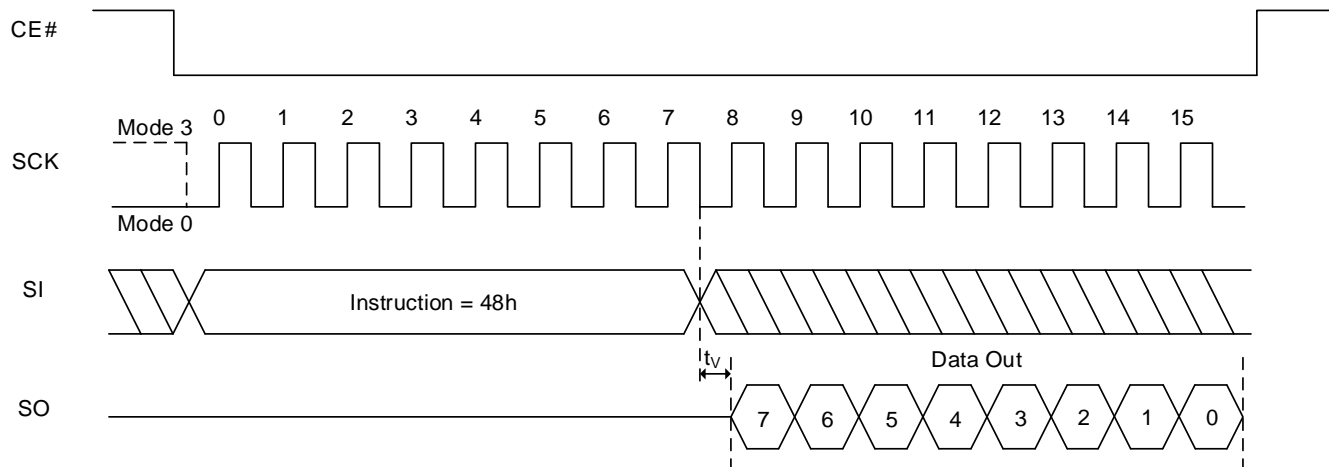 CE#
Mode 3 0 1 2 3 4 5 6 7 8 9 10 11 12 13 14 15
SCK
Mode 0
SI Instruction = 48h
tV Data Out
SO 7 6 5 4 3 2 1 0